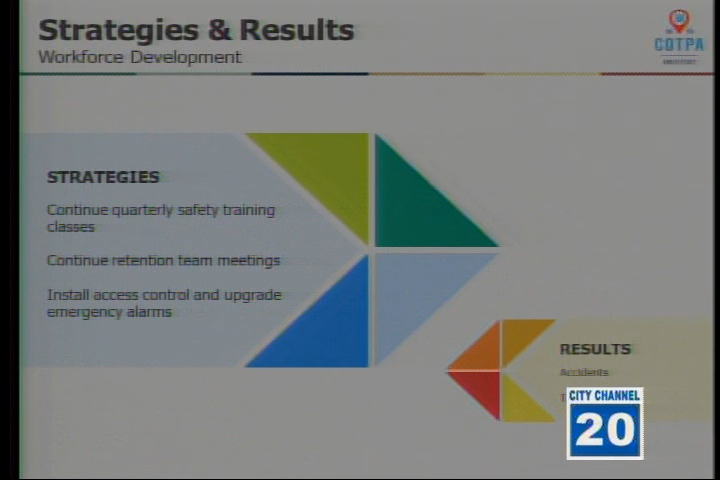 Strategies & Results
Workforce Development
COTPA
STRATEGIES
Continue quarterly safety training
classes
Continue retention team meetings
Install access control and upgrade
emergency alarms
RESULTS
Accidents
CITY CHANNEL
20